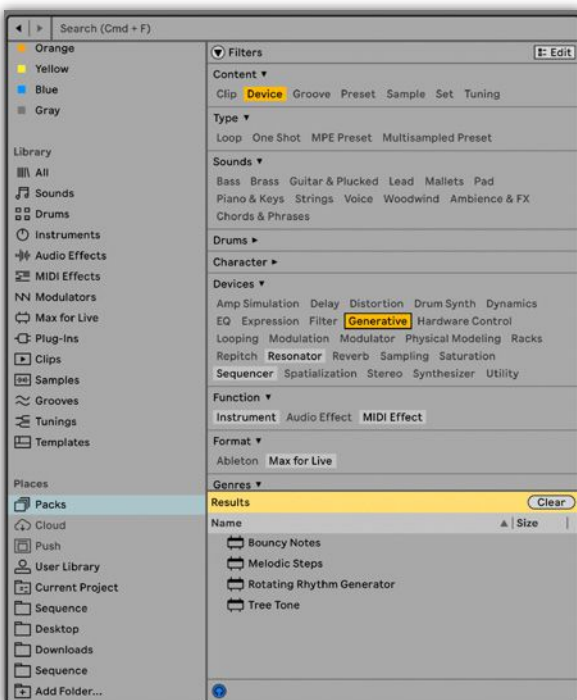 Search (Cmd + F)
Orange
Yellow
Blue
Gray
Library
All
Sounds
Drums
Instruments
Audio Effects
MIDI Effects
Modulators
Max for Live
Plug-Ins
Clips
Samples
Grooves
Tunings
Templates
Places
Packs
Cloud
Push
User Library
Current Project
Sequence
Desktop
Downloads
Sequence
Add Folder...
Filters
Edit
Content
Clip Device Groove Preset Sample Set Tuning
Type
Loop One Shot MPE Preset Multisampled Preset
Sounds
Bass Brass Guitar & Plucked Lead Mallets Pad
Piano & Keys Strings Voice Woodwind Ambience & FX
Chords & Phrases
Drums
Character
Devices
Amp Simulation Delay Distortion Drum Synth Dynamics
EQ Expression Filter Generative Hardware Control
Looping Modulation Modulator Physical Modeling Racks
Repitch Resonator Reverb Sampling Saturation
Sequencer Spatialization Stereo Synthesizer Utility
Function
Instrument Audio Effect MIDI Effect
Format
Ableton Max for Live
Genres
Results Clear
Name Size
Bouncy Notes
Melodic Steps
Rotating Rhythm Generator
Tree Tone